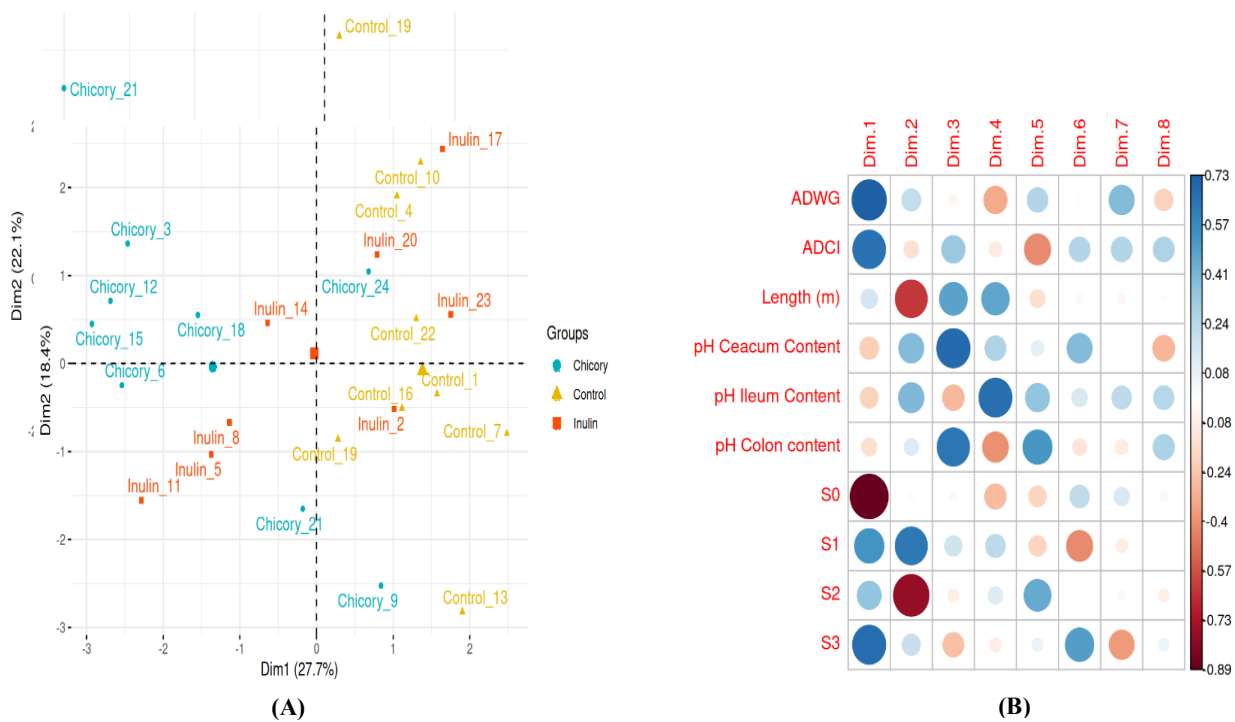 Control_19
Chicory_21
Inulin_17
Control_10
Control_4
Chicory_3
Inulin_20
Chicory_24
Chicory_12
Inulin_23
Inulin_14
Chicory_18
Control_22
Chicory_15
Chicory_6
Control_1
Control_16
Inulin_2
Control_7
Inulin_8
Control_19
Inulin_5
Inulin_11
Chicory_21
Chicory_9
Control_13
2
1
0
-1
-2
-3
Dim2 (22.1%)
Dim2 (18.4%)
-3 -2 -1 0 1 2
Dim1 (27.7%)
Groups
Chicory
Control
Inulin
(A)
Dim.1 Dim.2 Dim.3 Dim.4 Dim.5 Dim.6 Dim.7 Dim.8
ADWG
ADCI
Length (m)
pH Ceacum Content
pH Ileum Content
pH Colon content
S0
S1
S2
S3
0.73
0.57
0.41
0.24
0.08
-0.08
-0.24
-0.4
-0.57
-0.73
-0.89
(B)